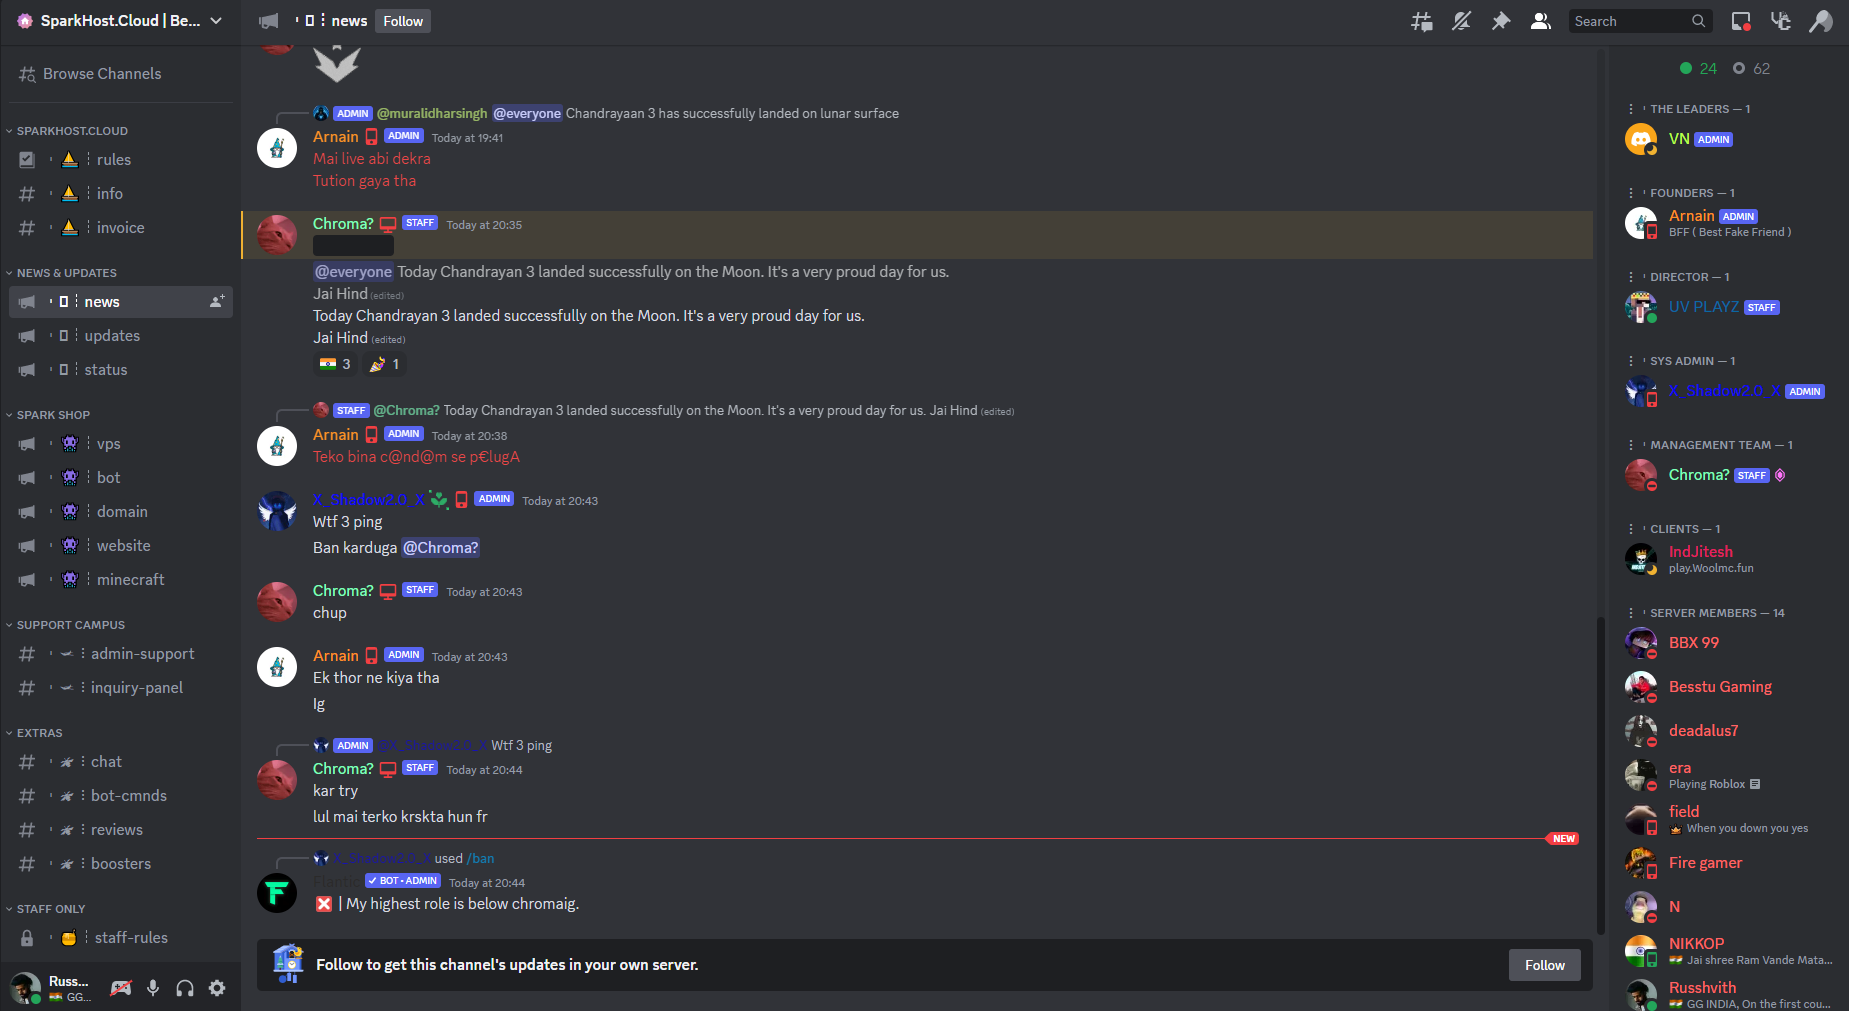 SparkHost.Cloud | Be...
news
Follow
Search
Browse Channels
SPARKHOST.CLOUD
rules
info
invoice
NEWS & UPDATES
news
updates
status
SPARK SHOP
vps
bot
domain
website
minecraft
SUPPORT CAMPUS
admin-support
inquiry-panel
EXTRAS
chat
bot-cmnds
reviews
boosters
STAFF ONLY
staff-rules
Russ...
GG...
ADMIN @muralidharsingh @everyone Chandrayaan 3 has successfully landed on lunar surface
Arnain ADMIN Today at 19:41
Mai live abi dekra
Tution gaya tha
Chroma? STAFF Today at 20:35
@everyone Today Chandrayan 3 landed successfully on the Moon. It's a very proud day for us.
Jai Hind (edited)
Today Chandrayan 3 landed successfully on the Moon. It's a very proud day for us.
Jai Hind (edited)
3 1
STAFF @Chroma? Today Chandrayan 3 landed successfully on the Moon. It's a very proud day for us. Jai Hind (edited)
Arnain ADMIN Today at 20:38
Teko bina c@nd@m se p€lugA
X_Shadow2.0_X ADMIN Today at 20:43
Wtf 3 ping
Ban karduga @Chroma?
Chroma? STAFF Today at 20:43
chup
Arnain ADMIN Today at 20:43
Ek thor ne kiya tha
Ig
ADMIN @X_Shadow2.0_X Wtf 3 ping
Chroma? STAFF Today at 20:44
kar try
lul mai terko krskta hun fr
NEW
X_Shadow2.0_X used /ban
Flantic ✓ BOT • ADMIN Today at 20:44
| My highest role is below chromaig.
Follow to get this channel's updates in your own server.
Follow
24 62
THE LEADERS — 1
VN ADMIN
FOUNDERS — 1
Arnain ADMIN
BFF ( Best Fake Friend )
DIRECTOR — 1
UV PLAYZ STAFF
SYS ADMIN — 1
X_Shadow2.0_X ADMIN
MANAGEMENT TEAM — 1
Chroma? STAFF
CLIENTS — 1
IndJitesh
play.Woolmc.fun
SERVER MEMBERS — 14
BBX 99
Besstu Gaming
deadalus7
era
Playing Roblox
field
When you down you yes
Fire gamer
N
NIKKOP
Jai shree Ram Vande Mata...
Russhvith
GG INDIA, On the first cou...